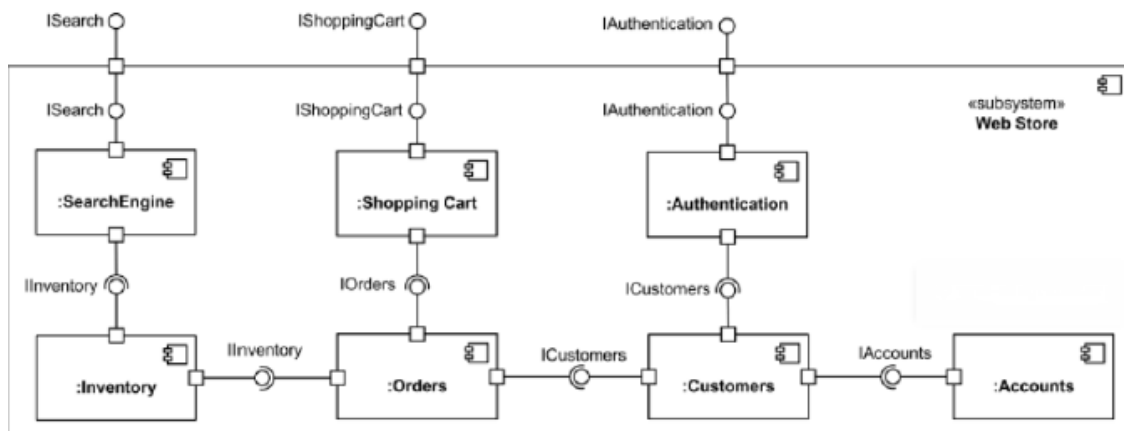 ISearch
IShoppingCart
IAuthentication
ISearch
IShoppingCart
IAuthentication
«subsystem»
Web Store
:SearchEngine
:Shopping Cart
:Authentication
IInventory
IOrders
ICustomers
IInventory
ICustomers
IAccounts
:Inventory
:Orders
:Customers
:Accounts